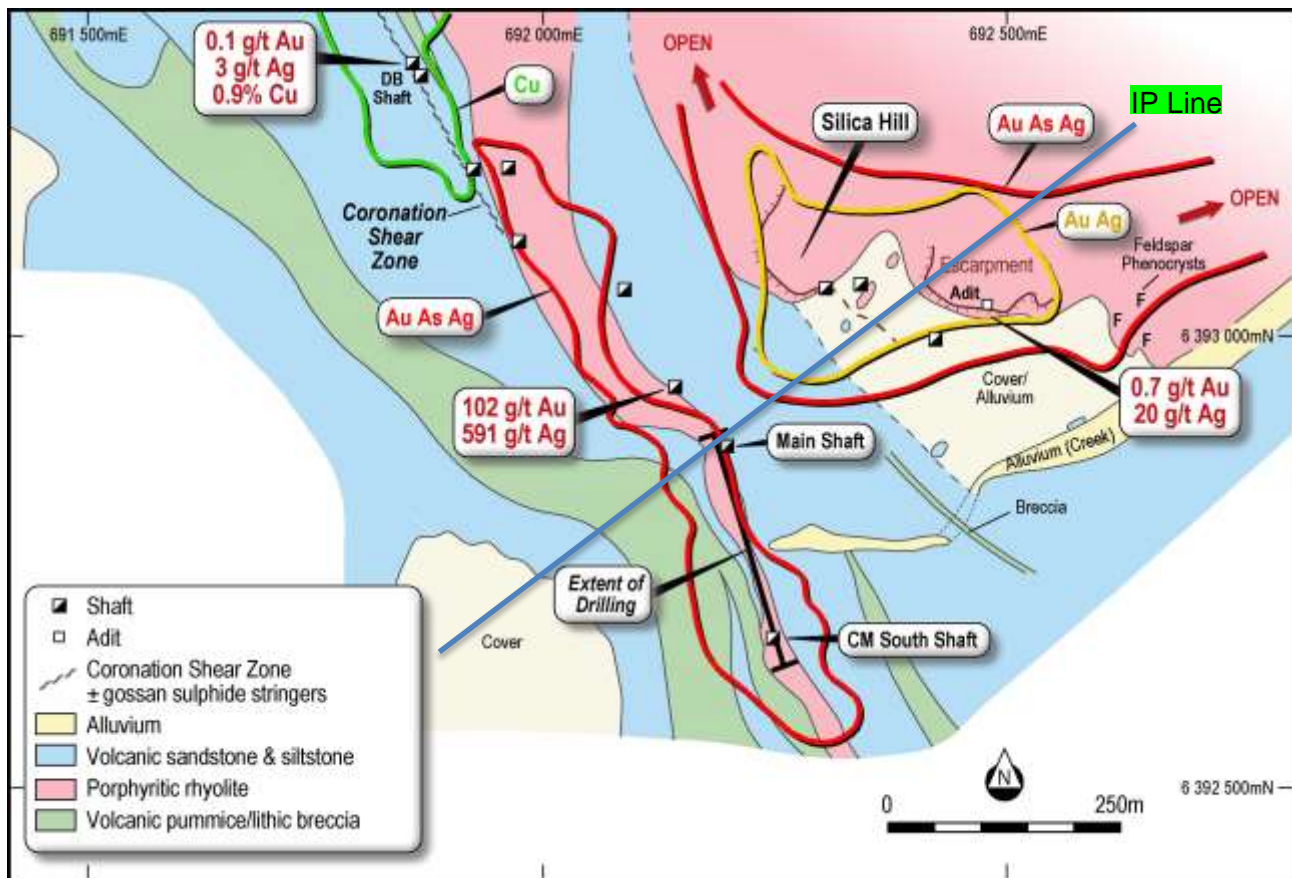 691 500mE
692 000mE
692 500mE
0.1 g/t Au
3 g/t Ag
0.9% Cu
DB
Shaft
Cu
OPEN
IP Line
Silica Hill
Au As Ag
Coronation
Shear
Zone
OPEN
Au Ag
Feldspar
Phenocrysts
Escarpment
Adit
F
F
F
Au As Ag
6 393 000mN
Cover/
Alluvium
0.7 g/t Au
20 g/t Ag
102 g/t Au
591 g/t Ag
Main Shaft
Alluvium (Creek)
Breccia
Extent of
Drilling
Cover
CM South Shaft
Shaft
Adit
Coronation Shear Zone
± gossan sulphide stringers
Alluvium
Volcanic sandstone & siltstone
Porphyritic rhyolite
Volcanic pummice/lithic breccia
N
0
250m
6 392 500mN